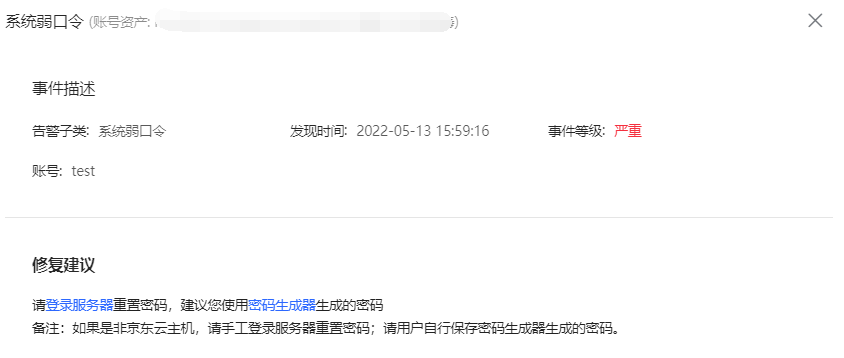 系统弱口令 (账号资产:
事件描述
告警子类: 系统弱口令 发现时间: 2022-05-13 15:59:16 事件等级: 严重
账号: test
修复建议
请登录服务器重置密码，建议您使用密码生成器生成的密码
备注：如果是非京东云主机，请手工登录服务器重置密码；请用户自行保存密码生成器生成的密码。